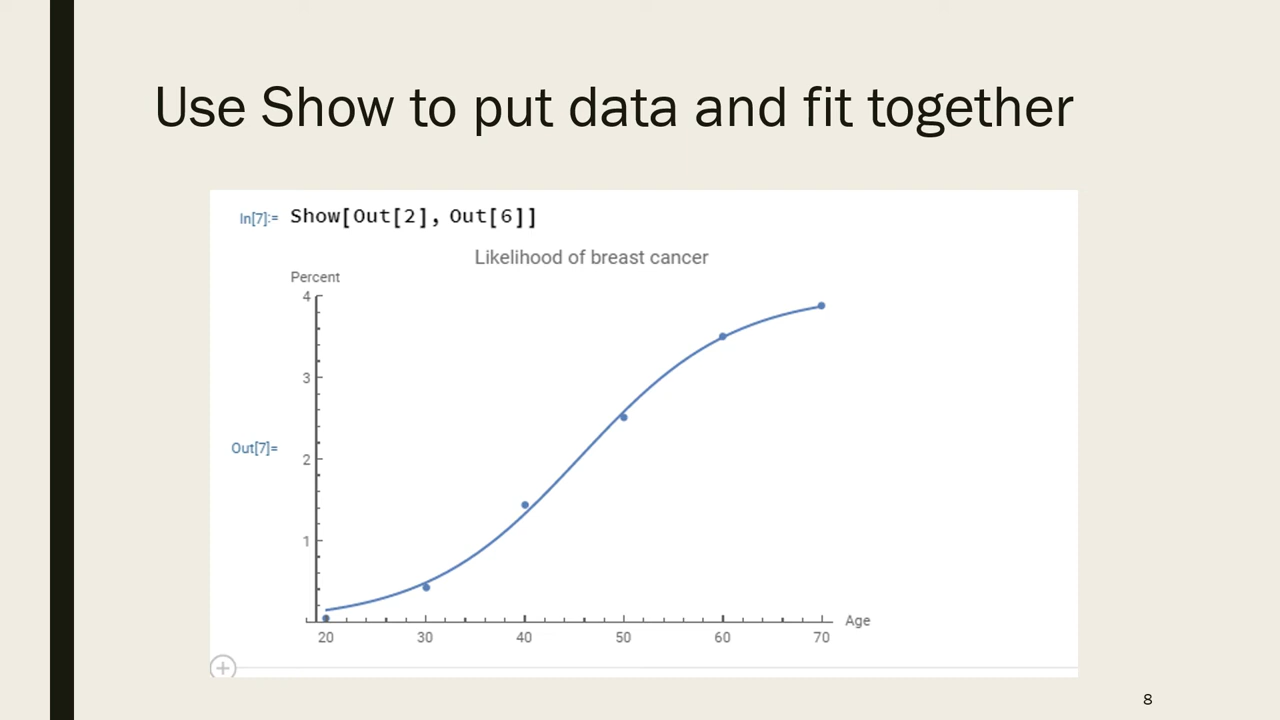 Use Show to put data and fit together
In[7]:= Show[Out[2], Out[6]]
Likelihood of breast cancer
Percent
4
3
Out[7]=
2
1
Age
20 30 40 50 60 70
8